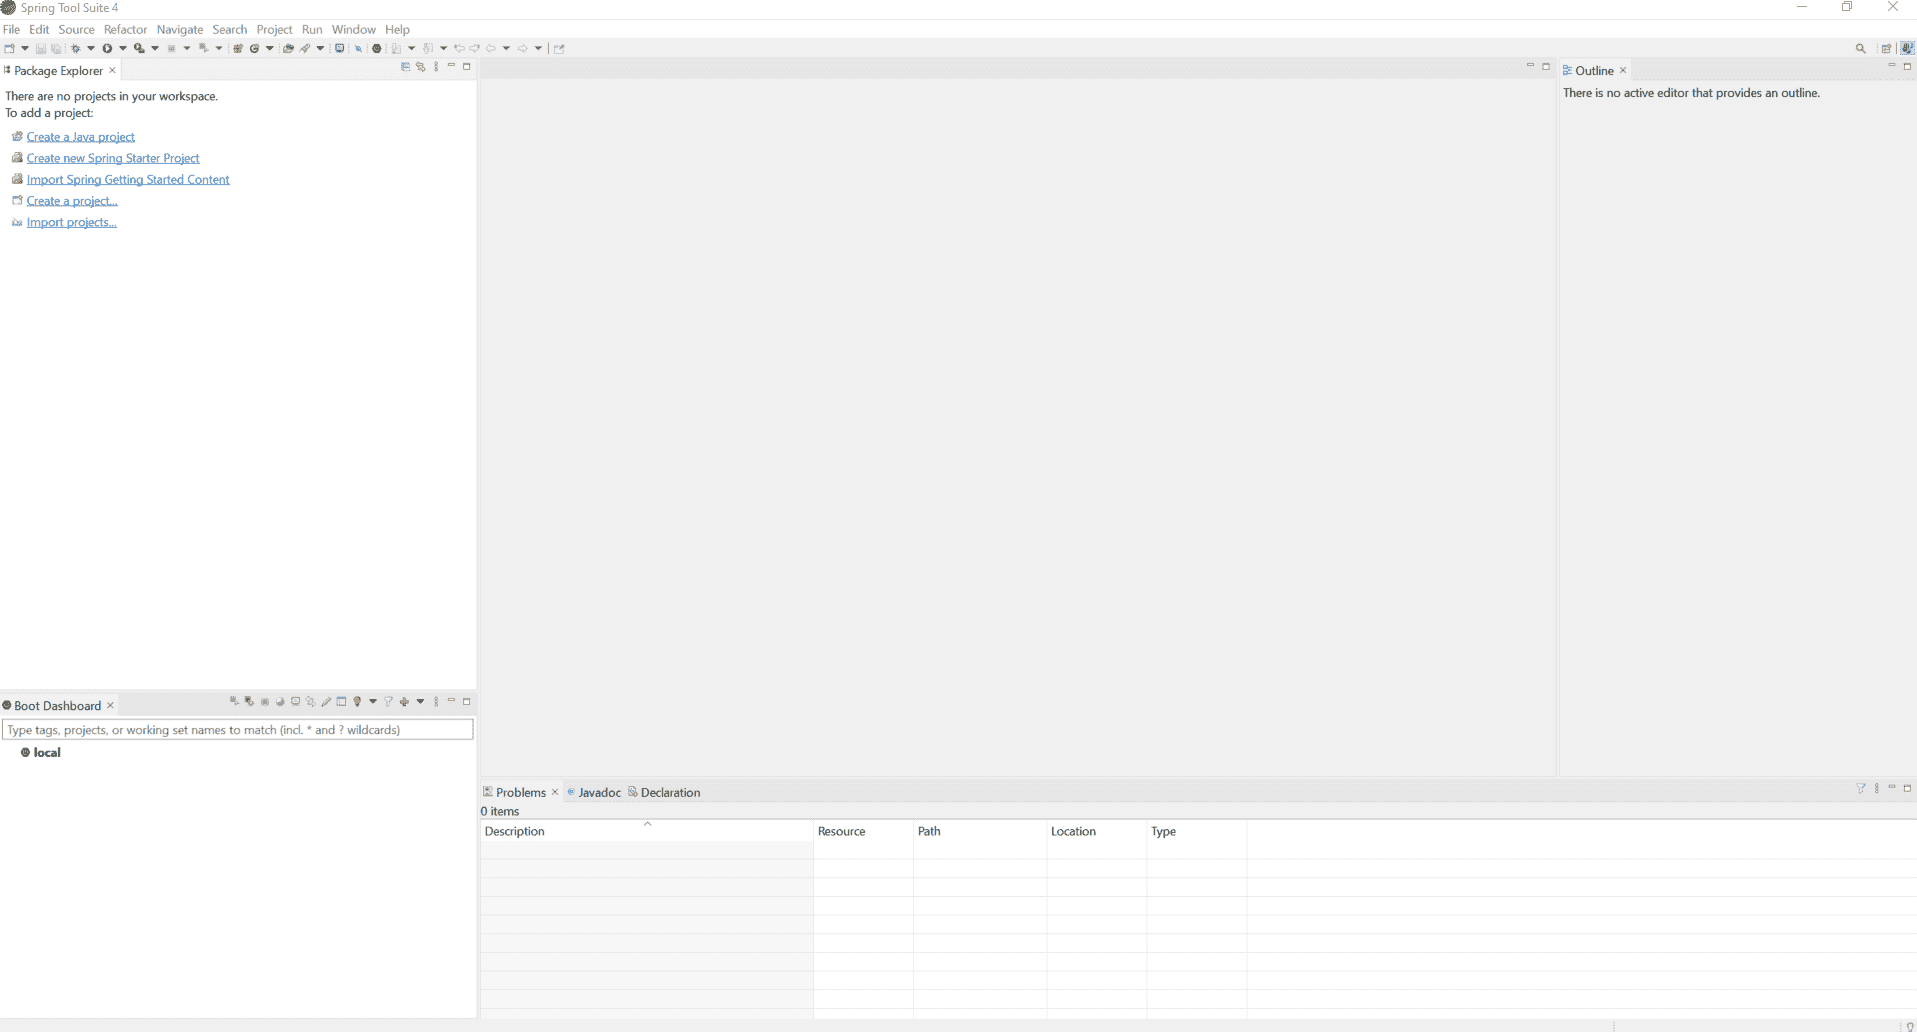 Spring Tool Suite 4
File Edit Source Refactor Navigate Search Project Run Window Help
Package Explorer
There are no projects in your workspace.
To add a project:
Create a Java project
Create new Spring Starter Project
Import Spring Getting Started Content
Create a project...
Import projects...
Outline
There is no active editor that provides an outline.
Boot Dashboard
Type tags, projects, or working set names to match (incl. * and ? wildcards)
local
Problems Javadoc Declaration
0 items
Description Resource Path Location Type